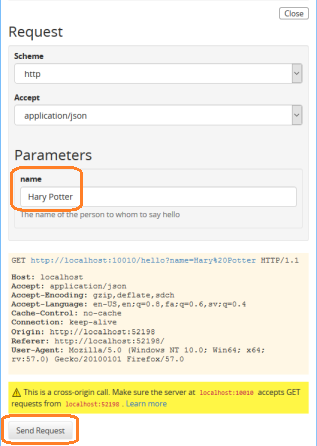 Close
Request
Scheme
http
Accept
application/json
Parameters
name
Hary Potter
The name of the person to whom to say hello
GET http://localhost:10010/hello?name=Hary%20Potter HTTP/1.1
Host: localhost
Accept: application/json
Accept-Encoding: gzip,deflate,sdch
Accept-Language: en-US,en;q=0.8,fa;q=0.6,sv;q=0.4
Cache-Control: no-cache
Connection: keep-alive
Origin: http://localhost:52198
Referer: http://localhost:52198/
User-Agent: Mozilla/5.0 (Windows NT 10.0; Win64; x64;
rv:57.0) Gecko/20100101 Firefox/57.0
This is a cross-origin call. Make sure the server at localhost:10010 accepts GET
requests from localhost:52198 . Learn more
Send Request